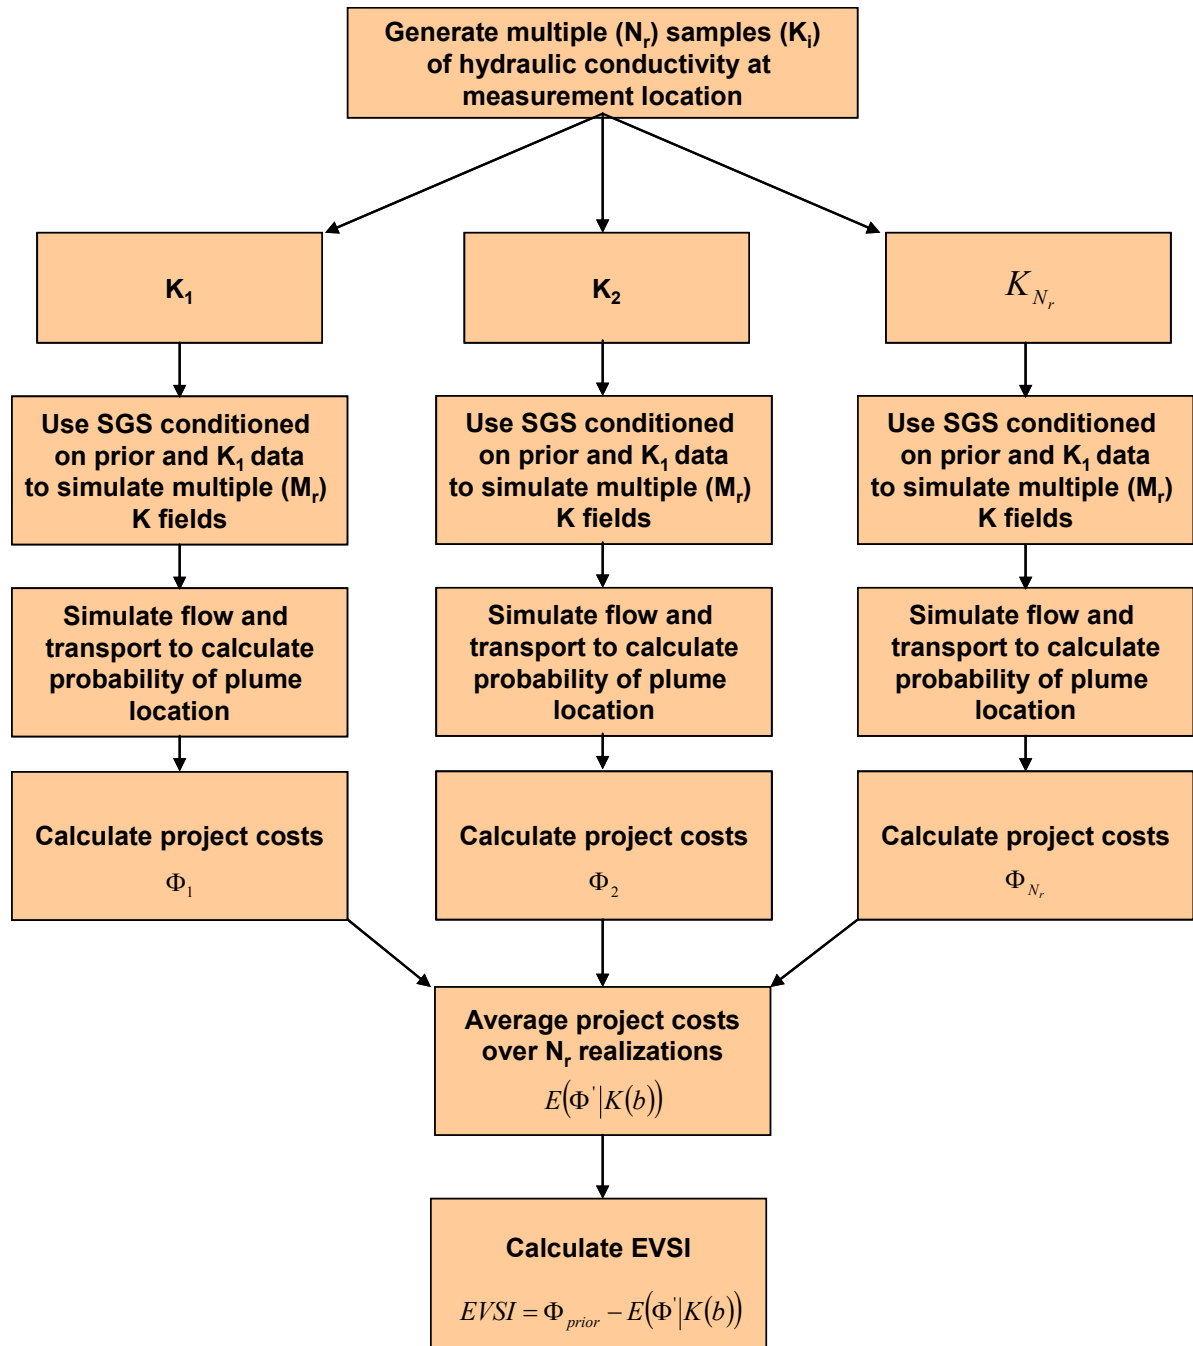 Generate multiple (Nr) samples (Ki)
of hydraulic conductivity at
measurement location
K1
K2
KNr
Use SGS conditioned
on prior and K1 data
to simulate multiple (Mr)
K fields
Use SGS conditioned
on prior and K1 data
to simulate multiple (Mr)
K fields
Use SGS conditioned
on prior and K1 data
to simulate multiple (Mr)
K fields
Simulate flow and
transport to calculate
probability of plume
location
Simulate flow and
transport to calculate
probability of plume
location
Simulate flow and
transport to calculate
probability of plume
location
Calculate project costs
Φ1
Calculate project costs
Φ2
Calculate project costs
ΦNr
Average project costs
over Nr realizations
E(Φ'|K(b))
Calculate EVSI
EVSI = Φprior − E(Φ'|K(b))